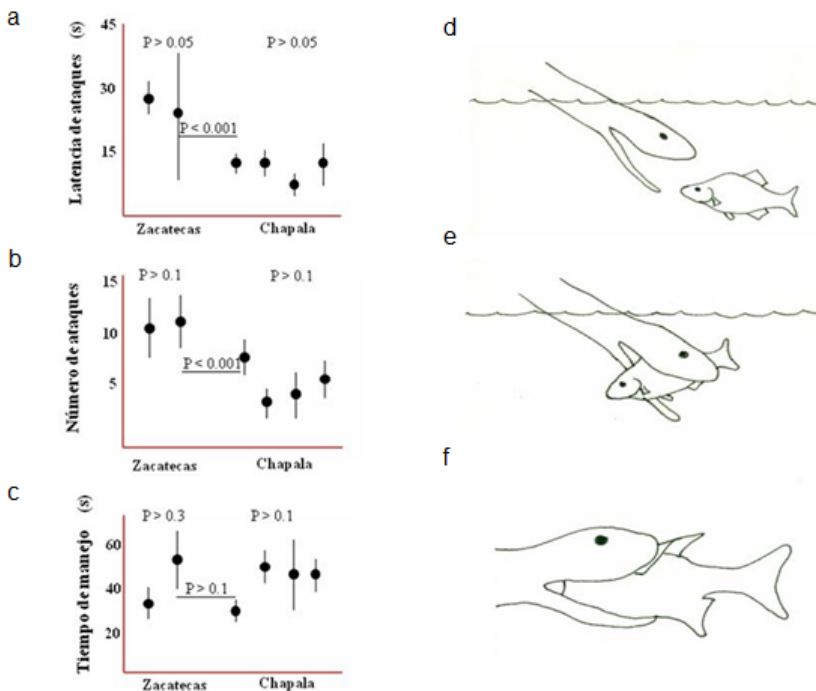 a
Latencia de ataques (s)
45
30
15
P > 0.05 P > 0.05
P < 0.001
Zacatecas Chapala
b
Número de ataques
15
10
5
P > 0.1 P > 0.1
P < 0.001
Zacatecas Chapala
c
Tiempo de manejo (s)
60
40
20
P > 0.3 P > 0.1
P > 0.1
Zacatecas Chapala
d
e
f